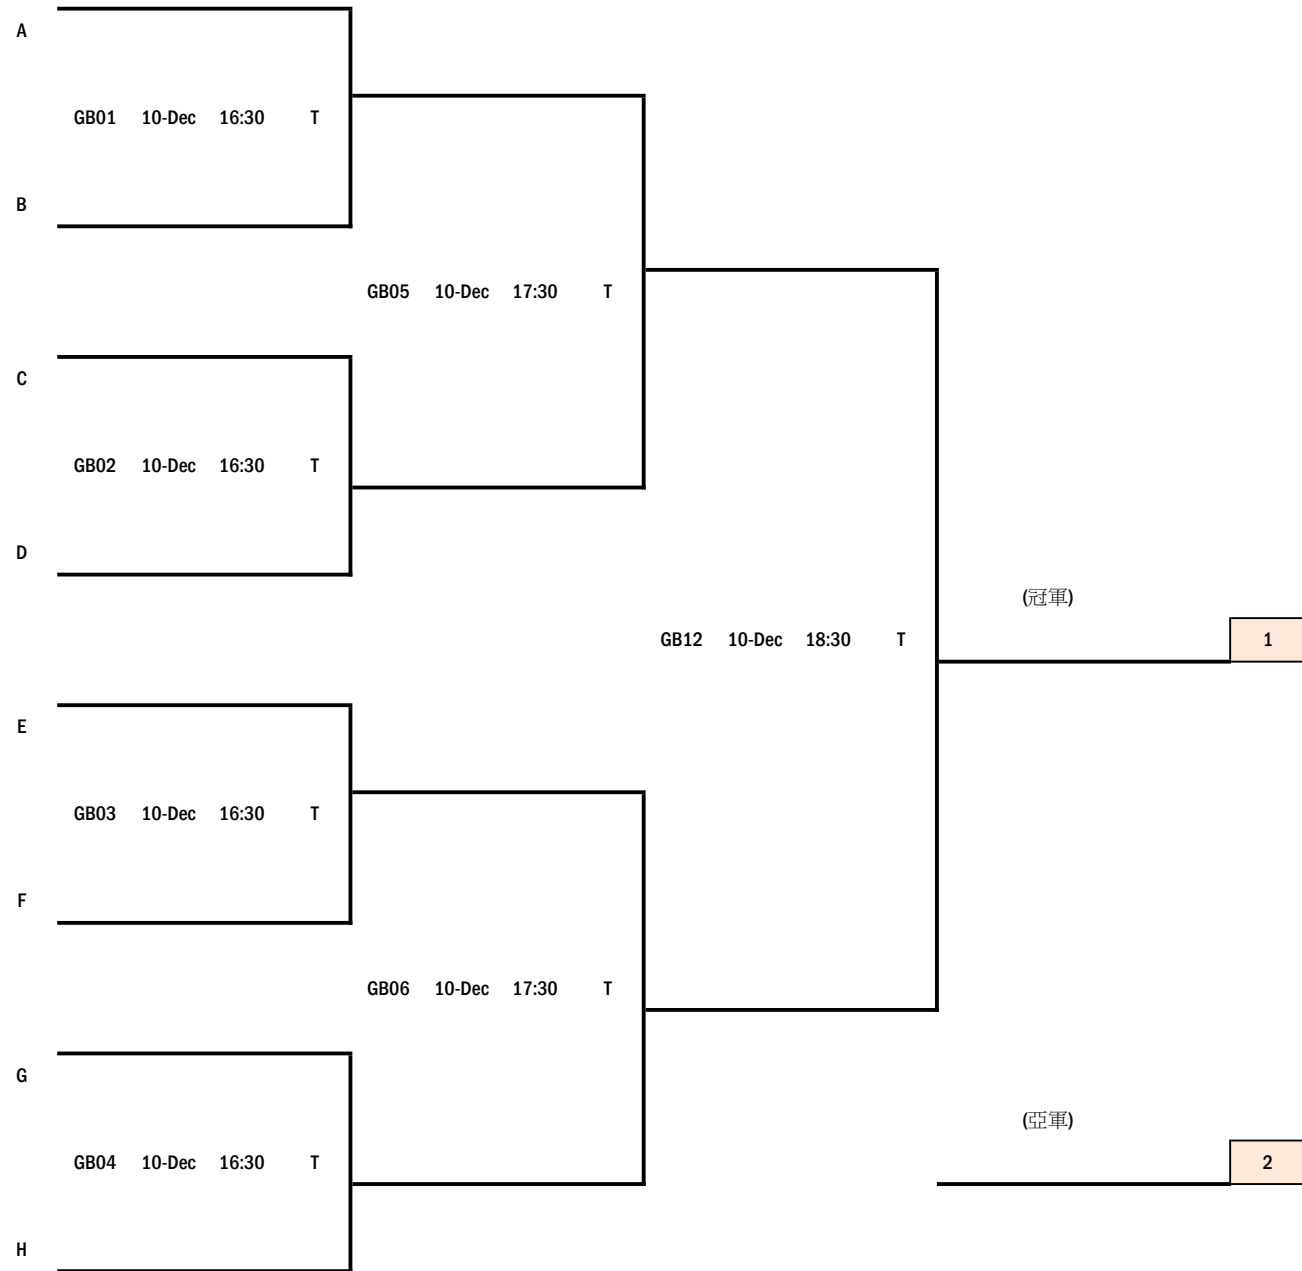 A
GB01 10-Dec 16:30 T
B
GB05 10-Dec 17:30 T
C
GB02 10-Dec 16:30 T
D
(冠軍)
GB12 10-Dec 18:30 T 1
E
GB03 10-Dec 16:30 T
F
GB06 10-Dec 17:30 T
G
(亞軍)
GB04 10-Dec 16:30 T 2
H